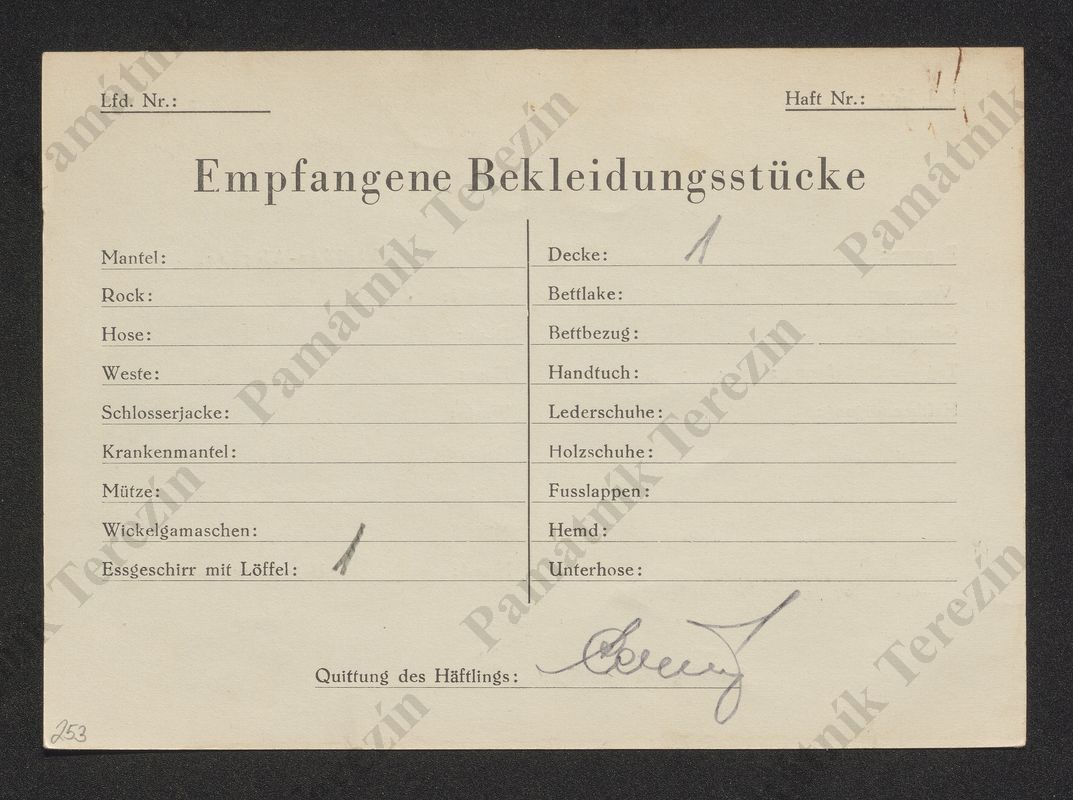 Lfd. Nr.:
Haft Nr.:
Empfangene Bekleidungsstücke
Mantel:
Rock:
Hose:
Weste:
Schlosserjacke:
Krankenmantel:
Mütze:
Wickelgamaschen:
Essgeschirr mit Löffel: 1
Decke: 1
Bettlake:
Bettbezug:
Handtuch:
Lederschuhe:
Holzschuhe:
Fusslappen:
Hemd:
Unterhose:
Quittung des Häftlings:
253
Památník Terezín